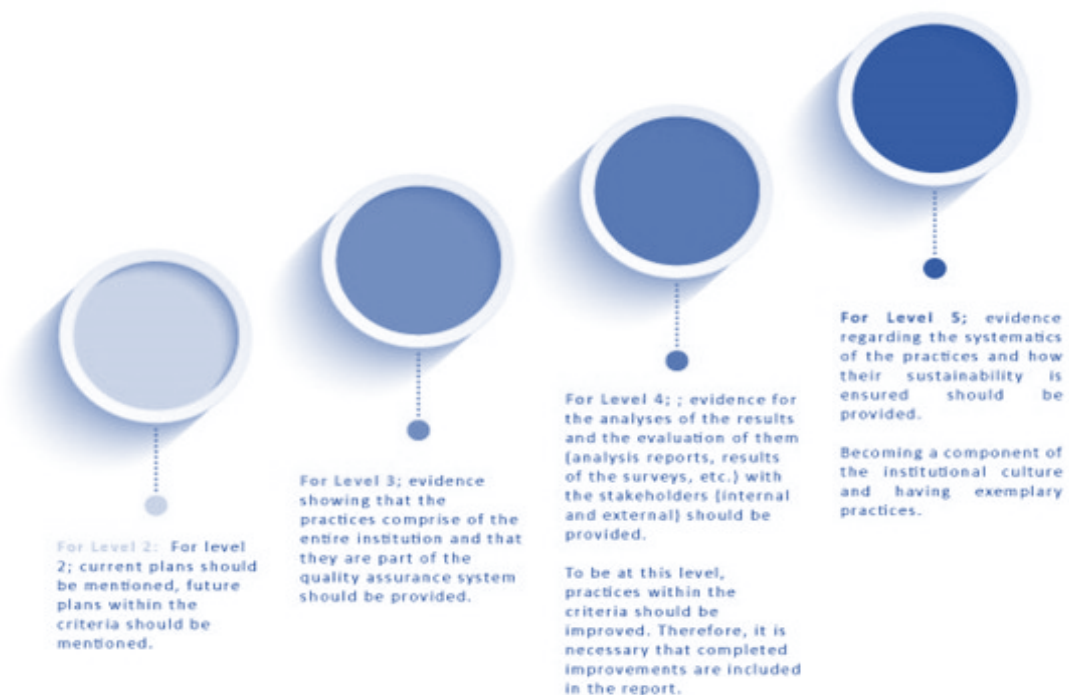 For Level 2: For level
2; current plans should
be mentioned, future
plans within the
criteria should be
mentioned.
For Level 3; evidence
showing that the
practices comprise of the
entire institution and that
they are part of the
quality assurance system
should be provided.
For Level 4; ; evidence for
the analyses of the results
and the evaluation of them
(analysis reports, results
of the surveys, etc.) with
the stakeholders (internal
and external) should be
provided.
To be at this level,
practices within the
criteria should be
improved. Therefore, it is
necessary that completed
improvements are included
in the report.
For Level 5; evidence
regarding the systematics
of the practices and how
their sustainability is
ensured should be
provided.
Becoming a component of
the institutional culture
and having exemplary
practices.